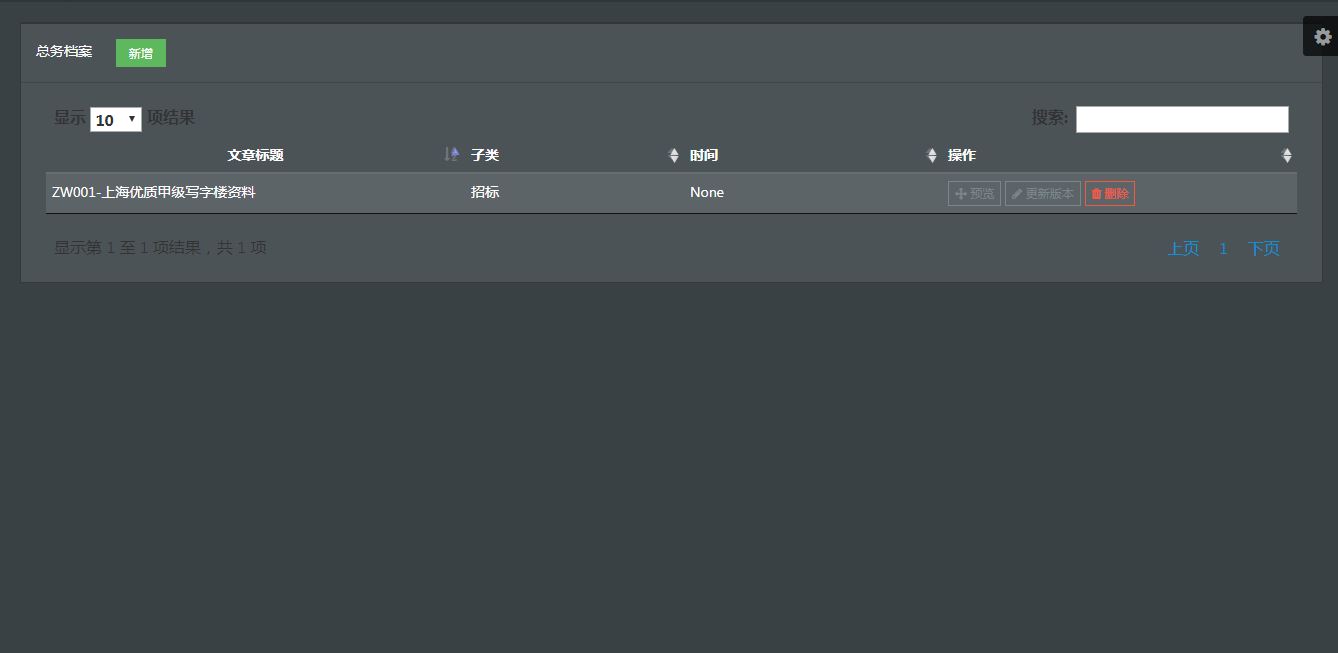 总务档案 新增
显示 10 项结果 搜索:
文章标题 子类 时间 操作
ZW001-上海优质甲级写字楼资料 招标 None 预览 更新版本 删除
显示第 1 至 1 项结果，共 1 项 上页 1 下页